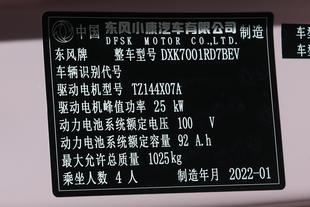 中国 东风小康汽车有限公司 制造
DFSK MOTOR CO.,LTD.
东风牌 整车型号 DXK7001RD7BEV
车辆识别代号
驱动电机型号 TZ144X07A
驱动电机峰值功率 25 kW
动力电池系统额定电压 100 V
动力电池系统额定容量 92 A.h
最大允许总质量 1025kg
乘坐人数 4 人 制造年月 2022-01
车型
车型